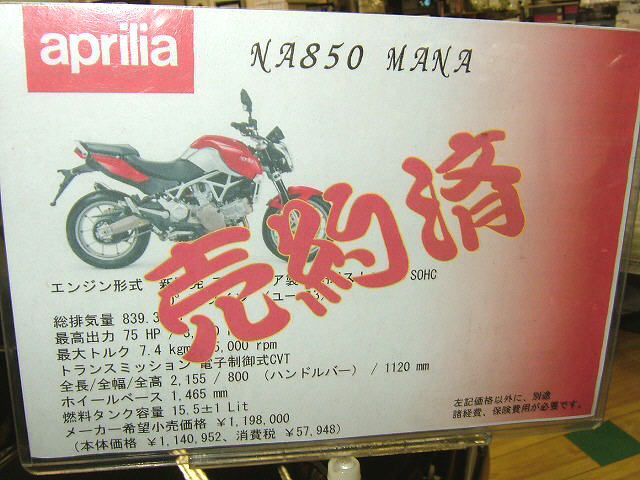 aprilia
NA850 MANA
売約済
エンジン形式 SOHC
総排気量 839.3
最高出力 75 HP /
最大トルク 7.4 kgm 5,000 rpm
トランスミッション 電子制御式CVT
全長/全幅/全高 2,155 / 800 （ハンドルバー） / 1120 mm
ホイールベース 1,465 mm
燃料タンク容量 15.5±1 Lit
メーカー希望小売価格 ￥1,198,000
（本体価格 ￥1,140,952、消費税 ￥57,948）
左記価格以外に、別途
諸経費、保険費用が必要です。